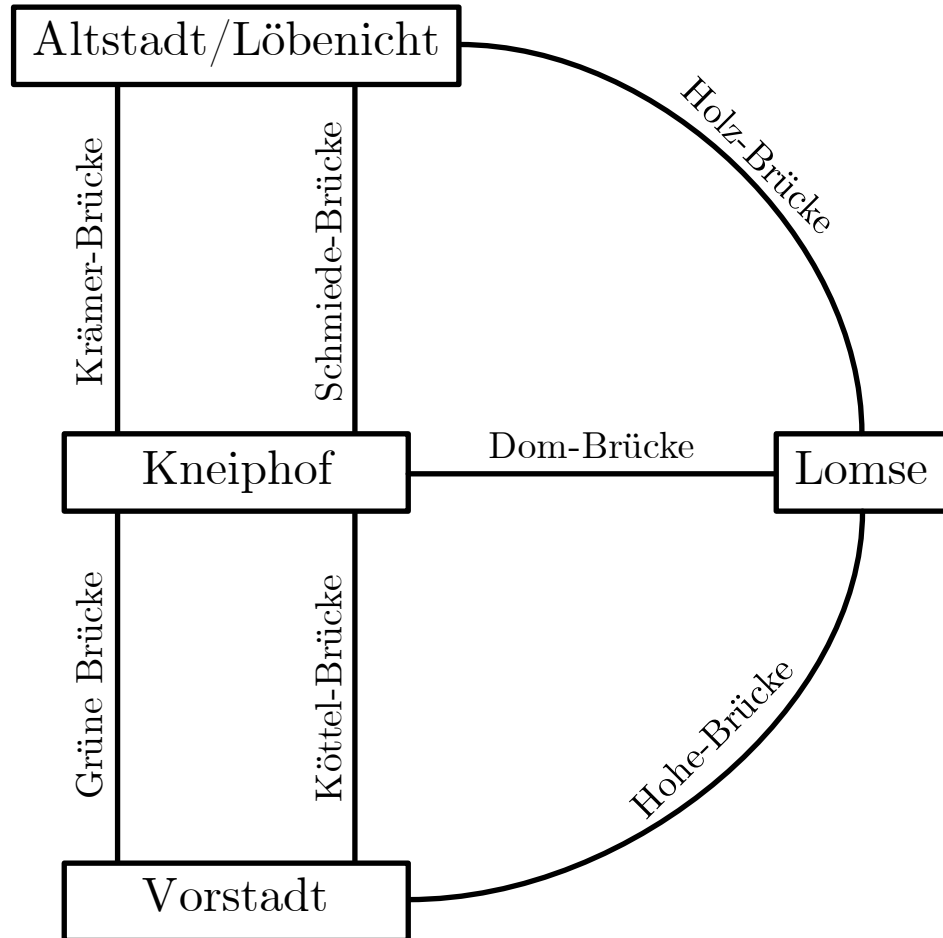 Altstadt/Löbenicht
Holz-Brücke
Krämer-Brücke
Schmiede-Brücke
Kneiphof
Dom-Brücke
Lomse
Grüne Brücke
Köttel-Brücke
Hohe-Brücke
Vorstadt